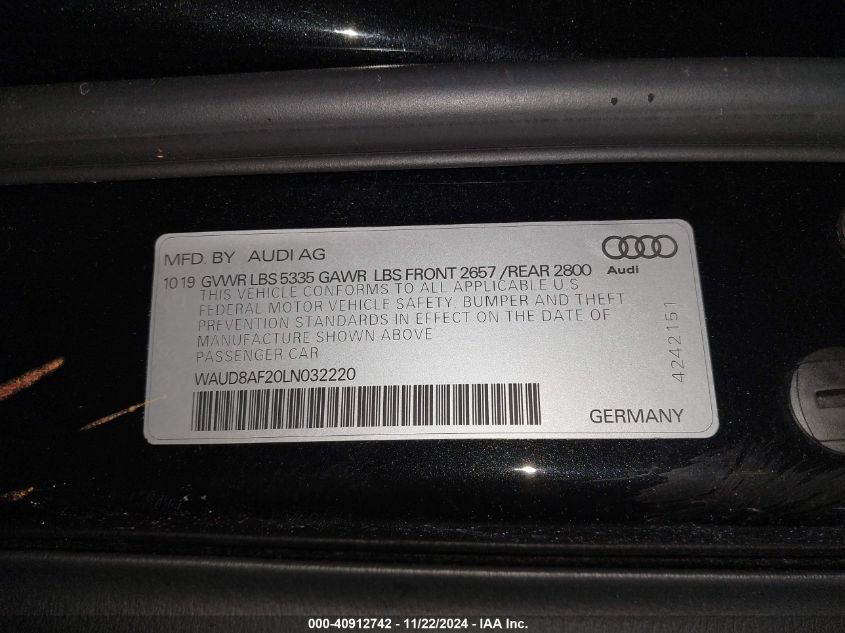 MFD. BY AUDI AG
Audi
10 19 GVWR LBS 5335 GAWR LBS FRONT 2657 /REAR 2800
THIS VEHICLE CONFORMS TO ALL APPLICABLE U.S
FEDERAL MOTOR VEHICLE SAFETY, BUMPER AND THEFT
PREVENTION STANDARDS IN EFFECT ON THE DATE OF
MANUFACTURE SHOWN ABOVE
PASSENGER CAR
4242151
WAUD8AF20LN032220
GERMANY
000-40912742 - 11/22/2024 - IAA Inc.